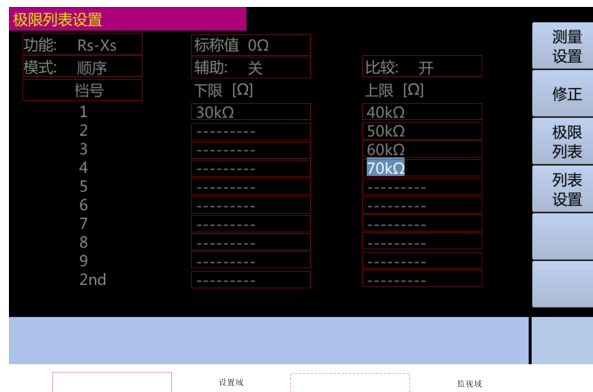 极限列表设置
功能: Rs-Xs 标称值 0Ω
模式: 顺序 辅助: 关 比较: 开
档号 下限 [Ω] 上限 [Ω]
1 30kΩ 40kΩ
2 --------- 50kΩ
3 --------- 60kΩ
4 --------- 70kΩ
5 --------- ---------
6 --------- ---------
7 --------- ---------
8 --------- ---------
9 --------- ---------
2nd --------- ---------
测量
设置
修正
极限
列表
列表
设置
设置域 监视域